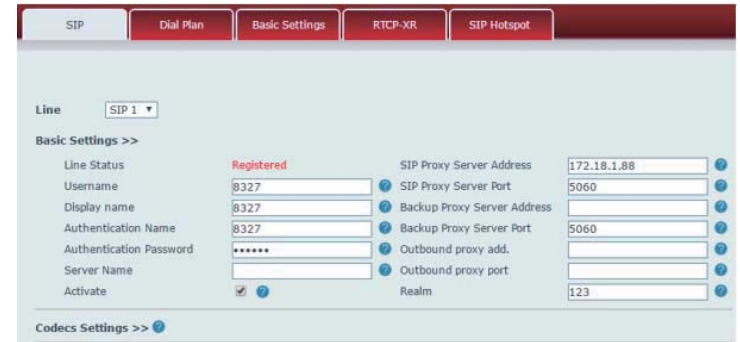 SIP Dial Plan Basic Settings RTCP-XR SIP Hotspot
Line SIP 1
Basic Settings >>
Line Status Registered SIP Proxy Server Address 172.18.1.88
Username 8327 SIP Proxy Server Port 5060
Display name 8327 Backup Proxy Server Address
Authentication Name 8327 Backup Proxy Server Port 5060
Authentication Password •••••• Outbound proxy add.
Server Name Outbound proxy port
Activate Realm 123
Codecs Settings >>